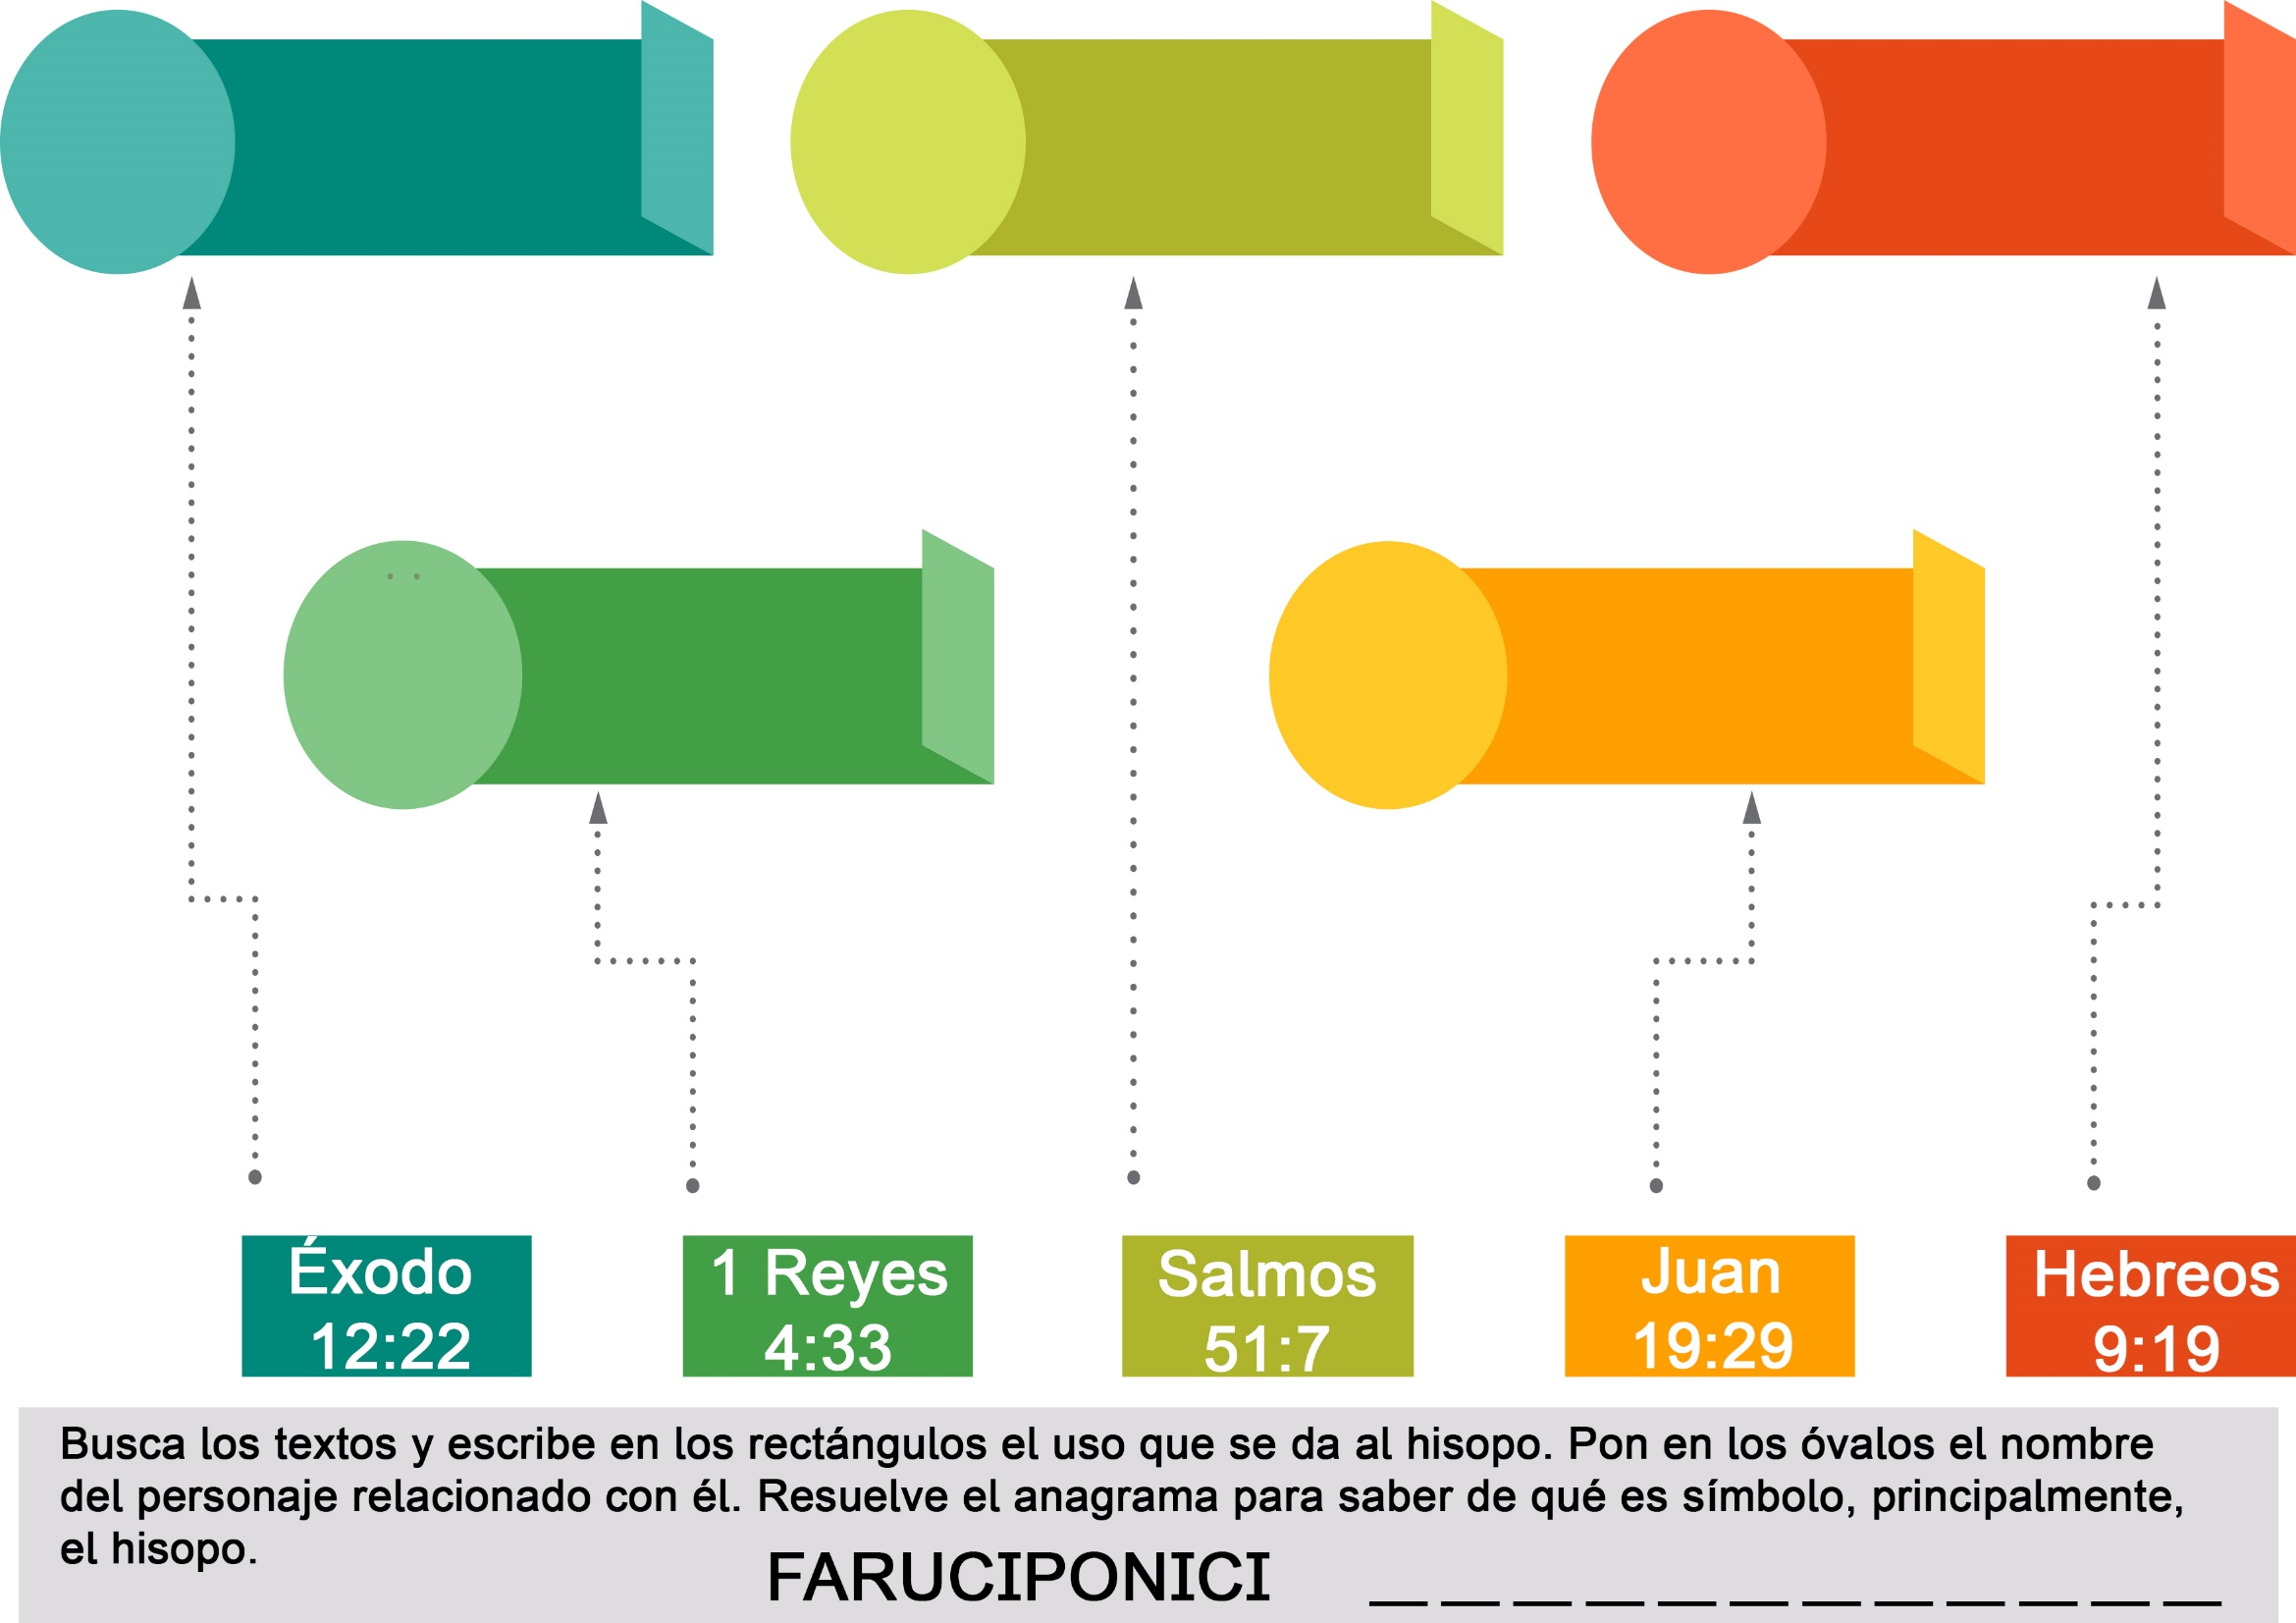 Éxodo
12:22
1 Reyes
4:33
Salmos
51:7
Juan
19:29
Hebreos
9:19
Busca los textos y escribe en los rectángulos el uso que se da al hisopo. Pon en los óvalos el nombre
del personaje relacionado con él. Resuelve el anagrama para saber de qué es símbolo, principalmente,
el hisopo.
FARUCIPONICI _ _ _ _ _ _ _ _ _ _ _ _